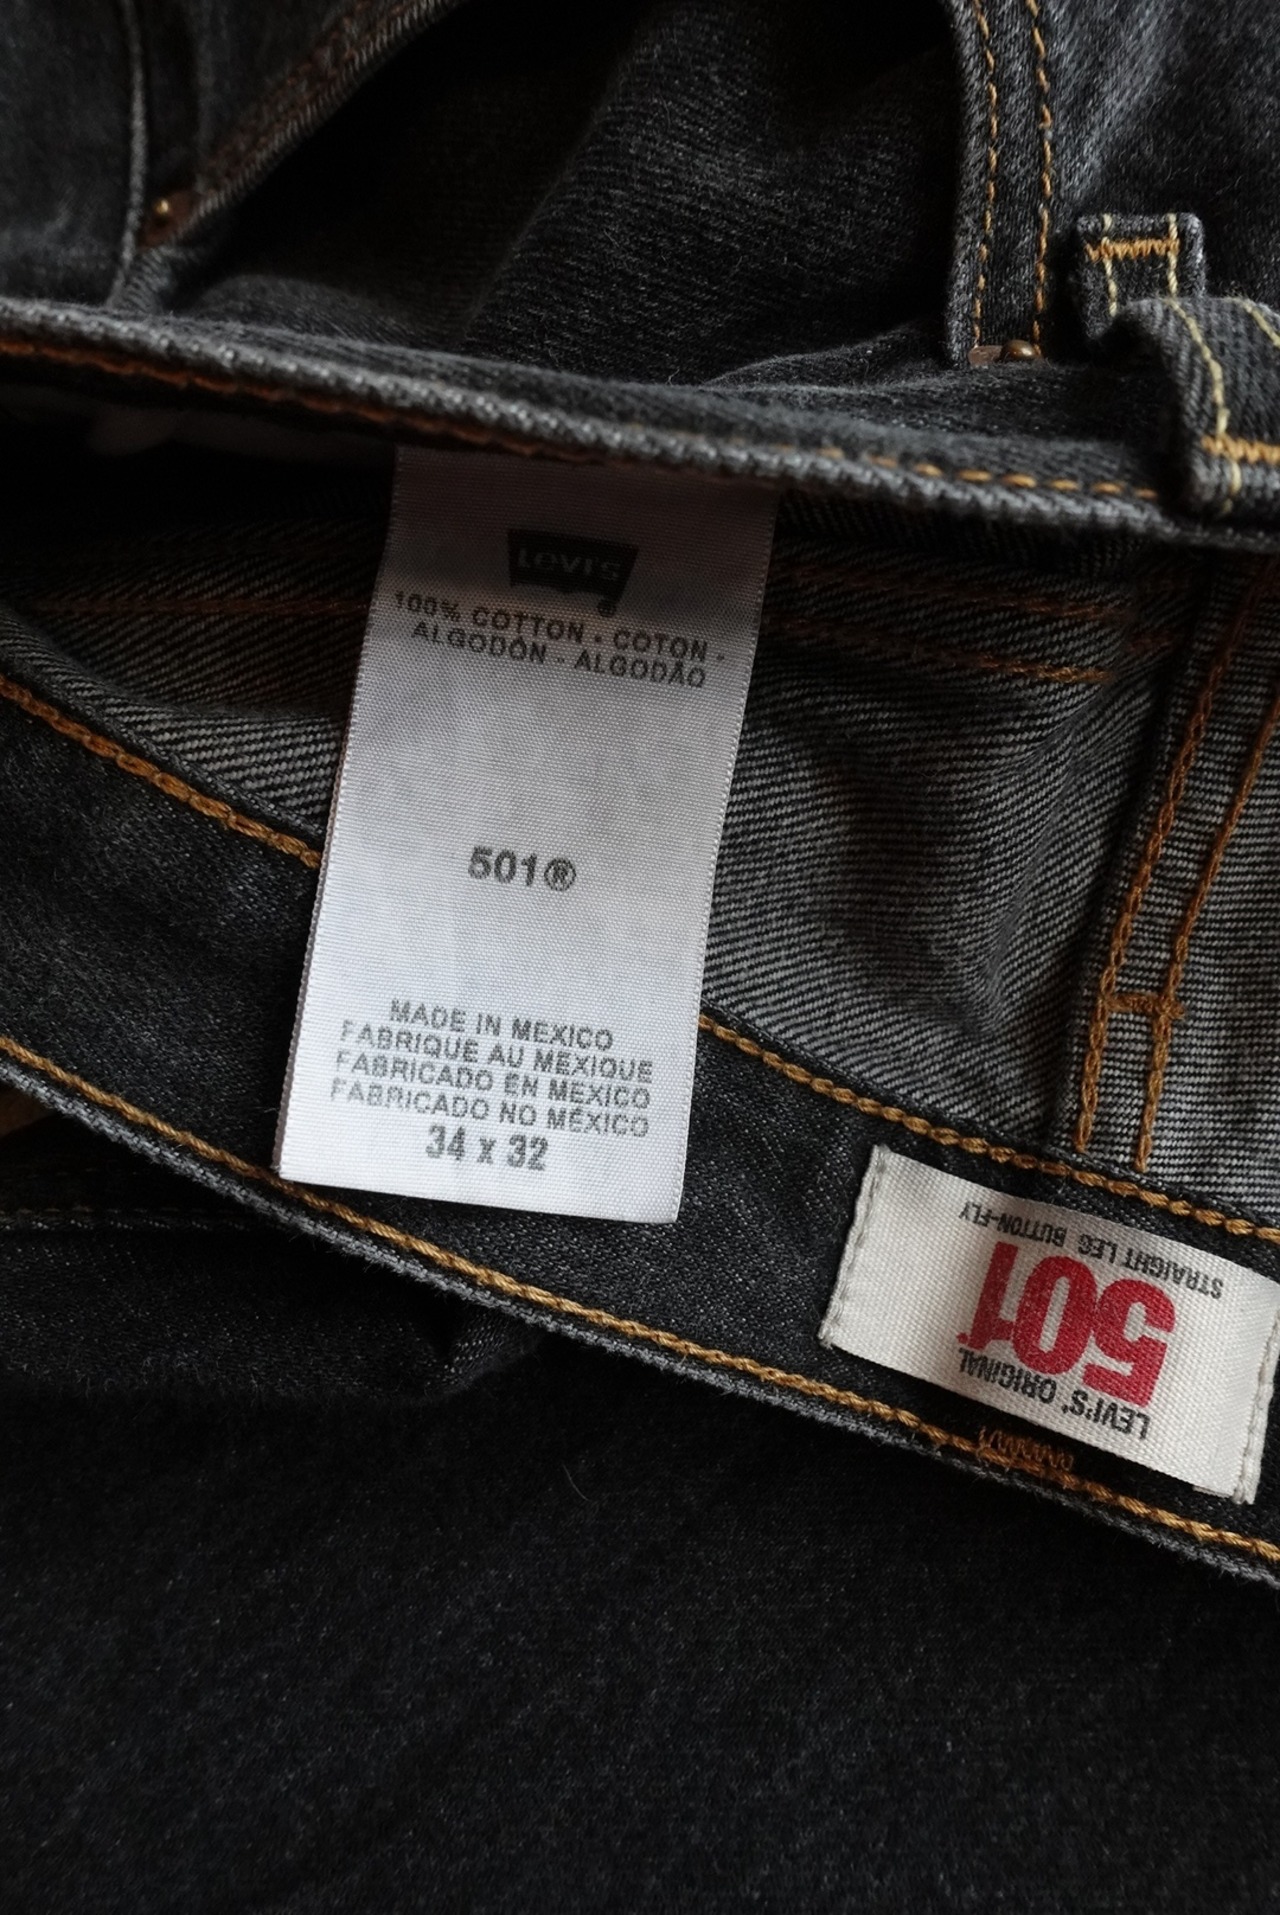 LEVI'S®
100% COTTON - COTON -
ALGODÓN - ALGODÃO
501®
MADE IN MEXICO
FABRIQUE AU MEXIQUE
FABRICADO EN MEXICO
FABRICADO NO MÉXICO
34 x 32
LEVI'S® ORIGINAL
501®
STRAIGHT LEG BUTTON-FLY